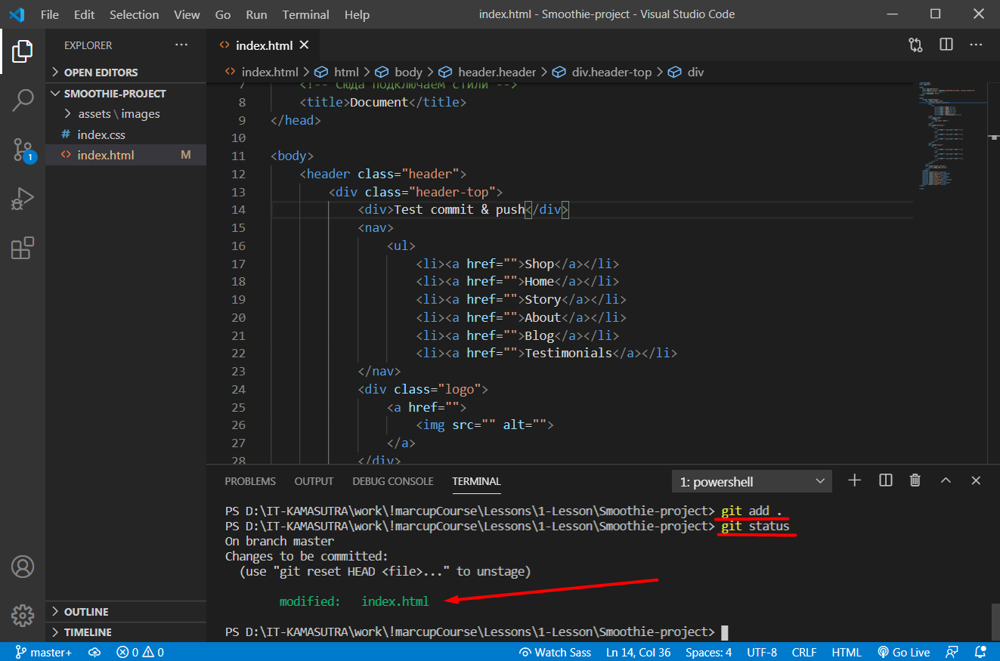 File Edit Selection View Go Run Terminal Help index.html - Smoothie-project - Visual Studio Code
EXPLORER
OPEN EDITORS
SMOOTHIE-PROJECT
assets \ images
# index.css
<> index.html M
1
OUTLINE
TIMELINE
<> index.html
<> index.html > html > body > header.header > div.header-top > div
7 <!-- Сюда подключаем стили -->
8 <title>Document</title>
9 </head>
10
11 <body>
12 <header class="header">
13 <div class="header-top">
14 <div>Test commit & push</div>
15 <nav>
16 <ul>
17 <li><a href="">Shop</a></li>
18 <li><a href="">Home</a></li>
19 <li><a href="">Story</a></li>
20 <li><a href="">About</a></li>
21 <li><a href="">Blog</a></li>
22 <li><a href="">Testimonials</a></li>
23 </nav>
24 <div class="logo">
25 <a href="">
26 <img src="" alt="">
27 </a>
28 </div>
PROBLEMS OUTPUT DEBUG CONSOLE TERMINAL 1: powershell
PS D:\IT-KAMASUTRA\work\!marcupCourse\Lessons\1-Lesson\Smoothie-project> git add .
PS D:\IT-KAMASUTRA\work\!marcupCourse\Lessons\1-Lesson\Smoothie-project> git status
On branch master
Changes to be committed:
(use "git reset HEAD <file>..." to unstage)
modified: index.html
PS D:\IT-KAMASUTRA\work\!marcupCourse\Lessons\1-Lesson\Smoothie-project>
master+ 0 0 Watch Sass Ln 14, Col 36 Spaces: 4 UTF-8 CRLF HTML Go Live